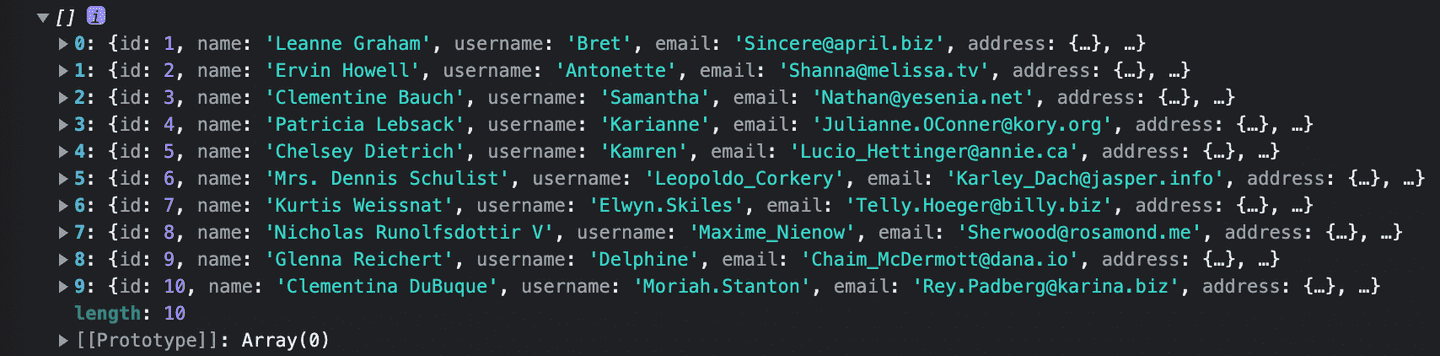 ▼ [] i
▶ 0: {id: 1, name: 'Leanne Graham', username: 'Bret', email: 'Sincere@april.biz', address: {…}, …}
▶ 1: {id: 2, name: 'Ervin Howell', username: 'Antonette', email: 'Shanna@melissa.tv', address: {…}, …}
▶ 2: {id: 3, name: 'Clementine Bauch', username: 'Samantha', email: 'Nathan@yesenia.net', address: {…}, …}
▶ 3: {id: 4, name: 'Patricia Lebsack', username: 'Karianne', email: 'Julianne.OConner@kory.org', address: {…}, …}
▶ 4: {id: 5, name: 'Chelsey Dietrich', username: 'Kamren', email: 'Lucio_Hettinger@annie.ca', address: {…}, …}
▶ 5: {id: 6, name: 'Mrs. Dennis Schulist', username: 'Leopoldo_Corkery', email: 'Karley_Dach@jasper.info', address: {…}, …}
▶ 6: {id: 7, name: 'Kurtis Weissnat', username: 'Elwyn.Skiles', email: 'Telly.Hoeger@billy.biz', address: {…}, …}
▶ 7: {id: 8, name: 'Nicholas Runolfsdottir V', username: 'Maxime_Nienow', email: 'Sherwood@rosamond.me', address: {…}, …}
▶ 8: {id: 9, name: 'Glenna Reichert', username: 'Delphine', email: 'Chaim_McDermott@dana.io', address: {…}, …}
▶ 9: {id: 10, name: 'Clementina DuBuque', username: 'Moriah.Stanton', email: 'Rey.Padberg@karina.biz', address: {…}, …}
length: 10
▶ [[Prototype]]: Array(0)